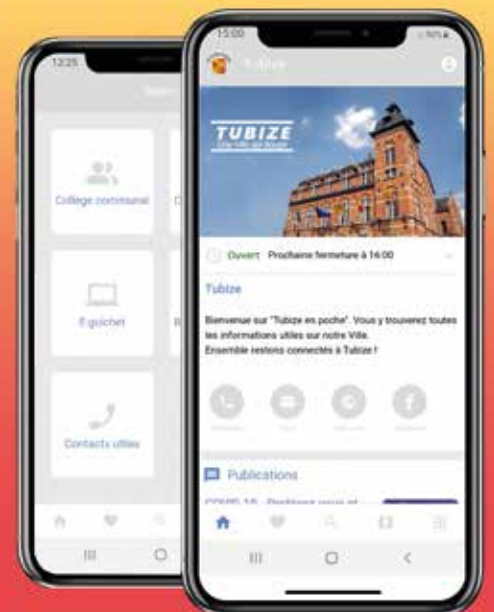 12:25
College communal
E guichet
Contacts utiles
15:00
Tubize
TUBIZE
Une ville qui bouge
Ouvert Prochaine fermeture à 16:00
Tubize
Bienvenue sur "Tubize en poche". Vous y trouverez toutes
les informations utiles sur notre Ville.
Ensemble restons connectés à Tubize !
Publications